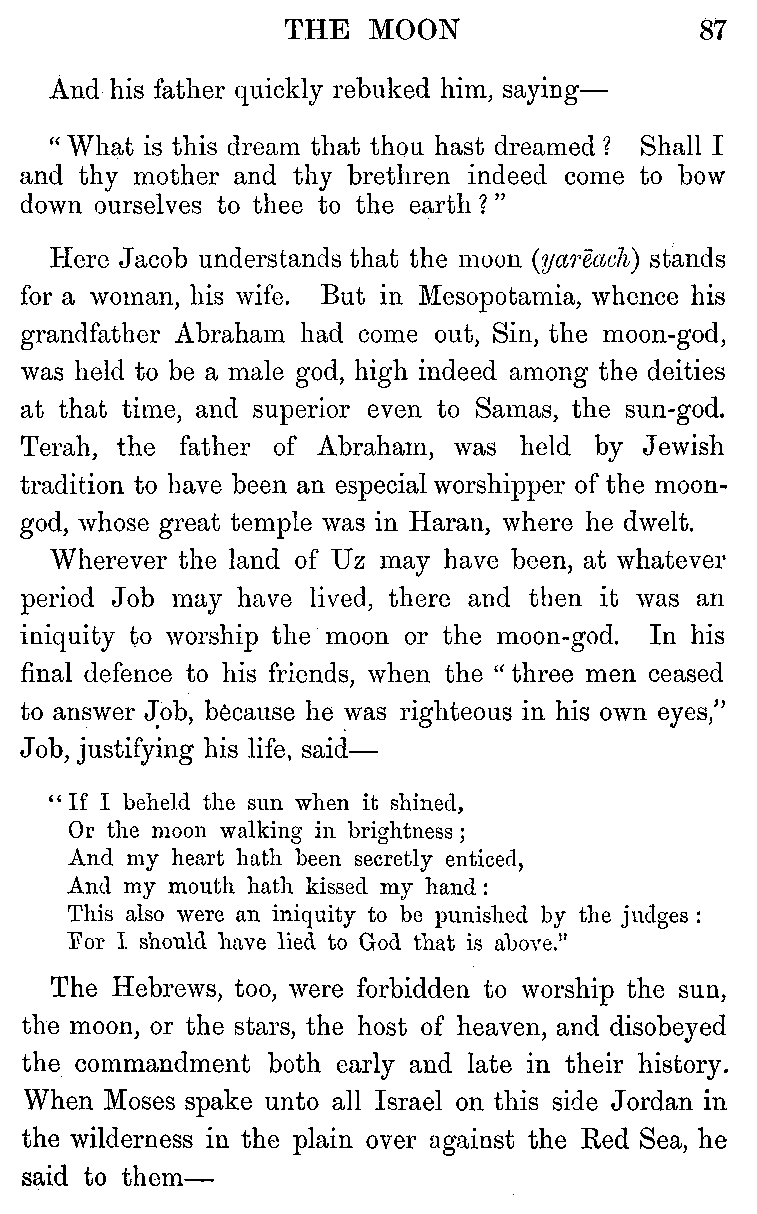 THE MOON 87
And his father quickly rebuked him, saying—
“ What is this dream that thou hast dreamed ? Shall I
and thy mother and thy brethren indeed come to bow
down ourselves to thee to the earth ? ”
Here Jacob understands that the moon (yarēach) stands
for a woman, his wife. But in Mesopotamia, whence his
grandfather Abraham had come out, Sin, the moon-god,
was held to be a male god, high indeed among the deities
at that time, and superior even to Samas, the sun-god.
Terah, the father of Abraham, was held by Jewish
tradition to have been an especial worshipper of the moon-
god, whose great temple was in Haran, where he dwelt.
Wherever the land of Uz may have been, at whatever
period Job may have lived, there and then it was an
iniquity to worship the moon or the moon-god. In his
final defence to his friends, when the “ three men ceased
to answer Job, because he was righteous in his own eyes,”
Job, justifying his life, said—
“ If I beheld the sun when it shined,
Or the moon walking in brightness ;
And my heart hath been secretly enticed,
And my mouth hath kissed my hand :
This also were an iniquity to be punished by the judges :
For I should have lied to God that is above.”
The Hebrews, too, were forbidden to worship the sun,
the moon, or the stars, the host of heaven, and disobeyed
the commandment both early and late in their history.
When Moses spake unto all Israel on this side Jordan in
the wilderness in the plain over against the Red Sea, he
said to them—